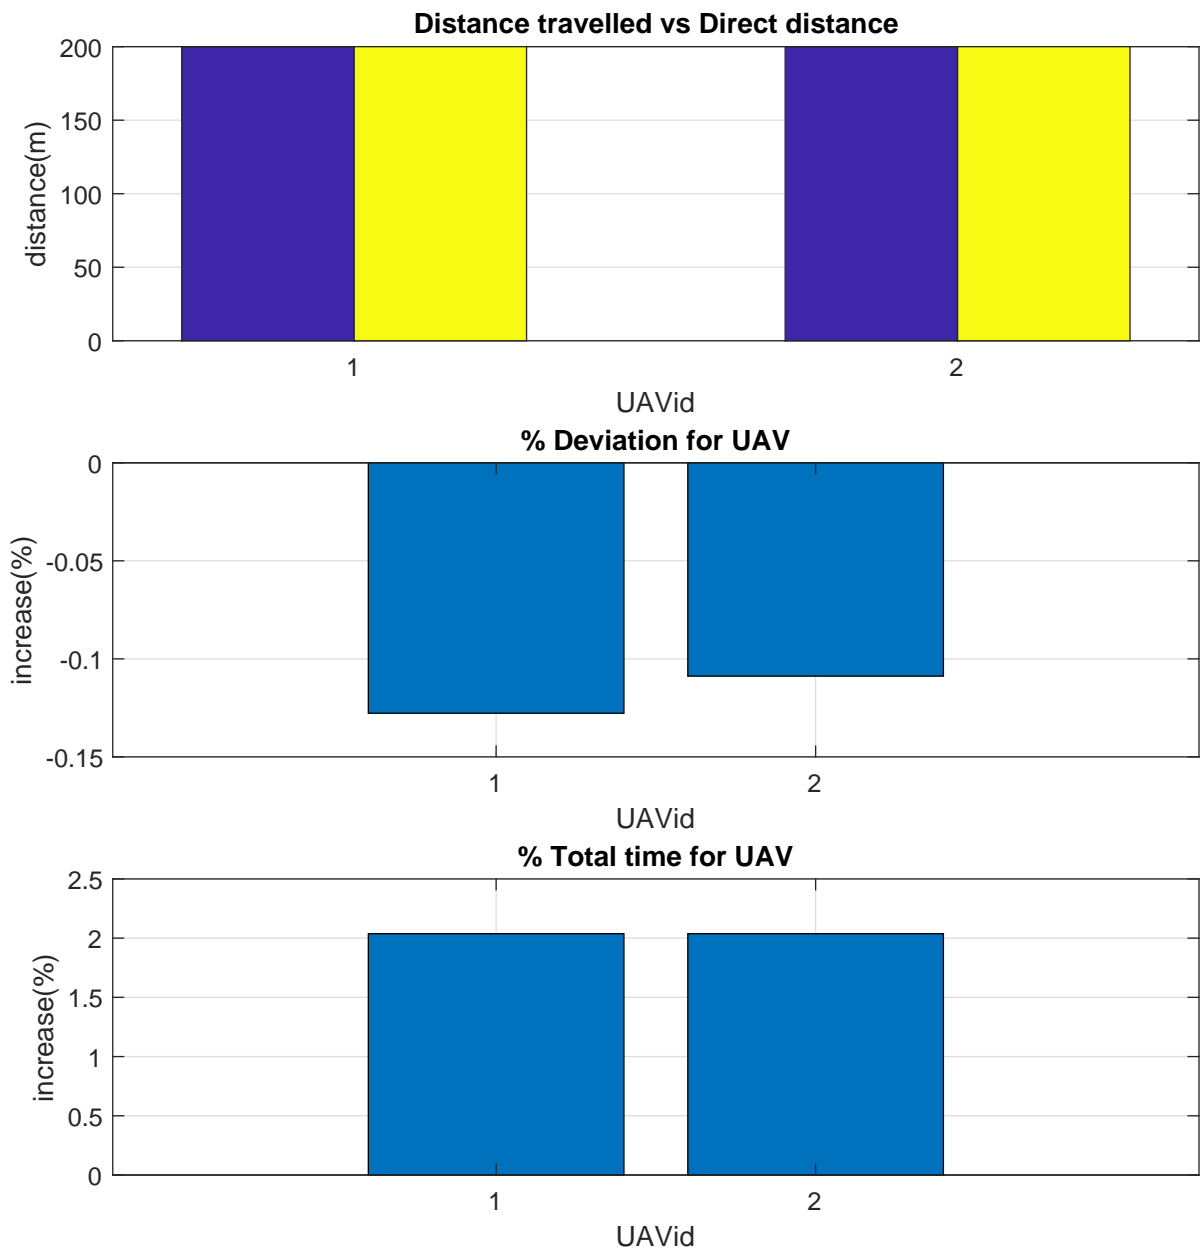 Distance travelled vs Direct distance
200
150
100
50
0
distance(m)
1 2
UAVid
% Deviation for UAV
0
-0.05
-0.1
-0.15
increase(%)
1 2
UAVid
% Total time for UAV
2.5
2
1.5
1
0.5
0
increase(%)
1 2
UAVid